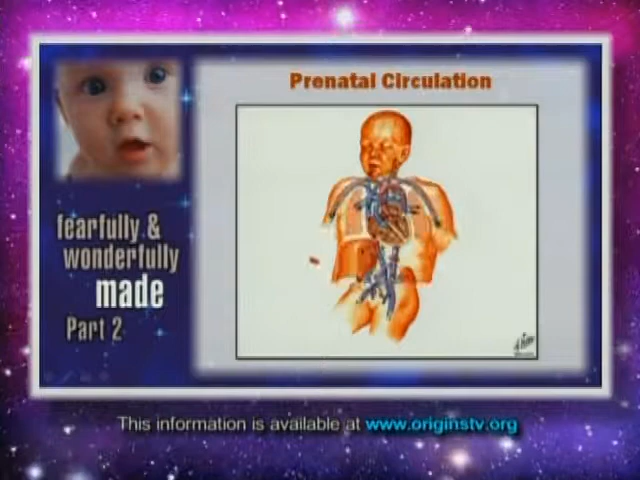 Prenatal Circulation
fearfully &
wonderfully
made
Part 2
This information is available at www.originstv.org